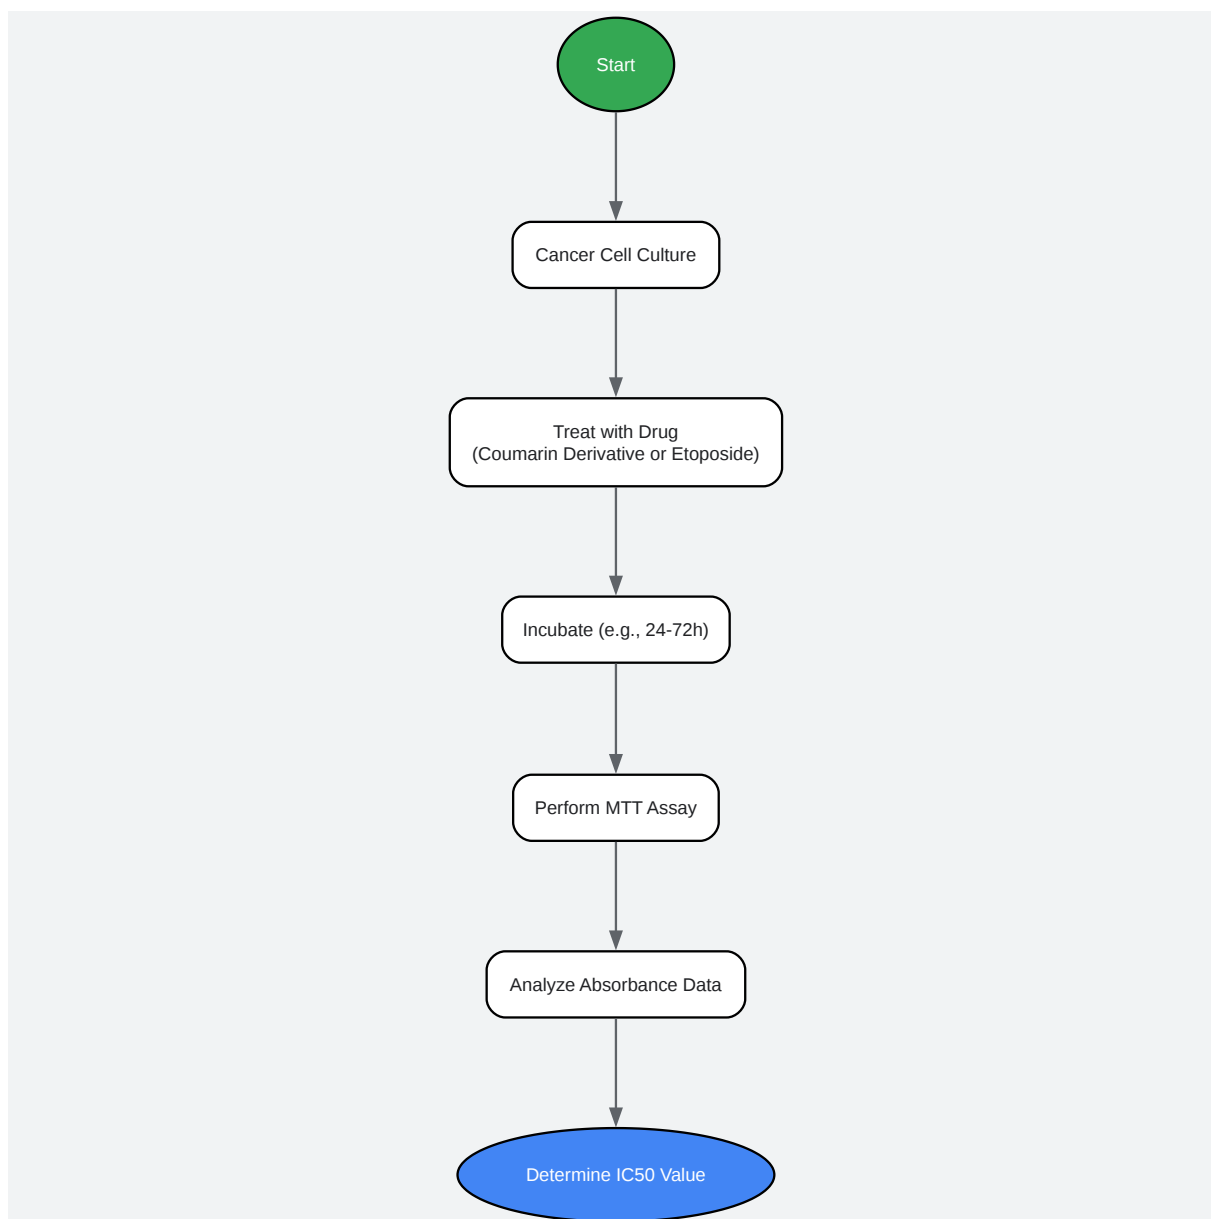 Start
Cancer Cell Culture
Treat with Drug
(Coumarin Derivative or Etoposide)
Incubate (e.g., 24-72h)
Perform MTT Assay
Analyze Absorbance Data
Determine IC50 Value